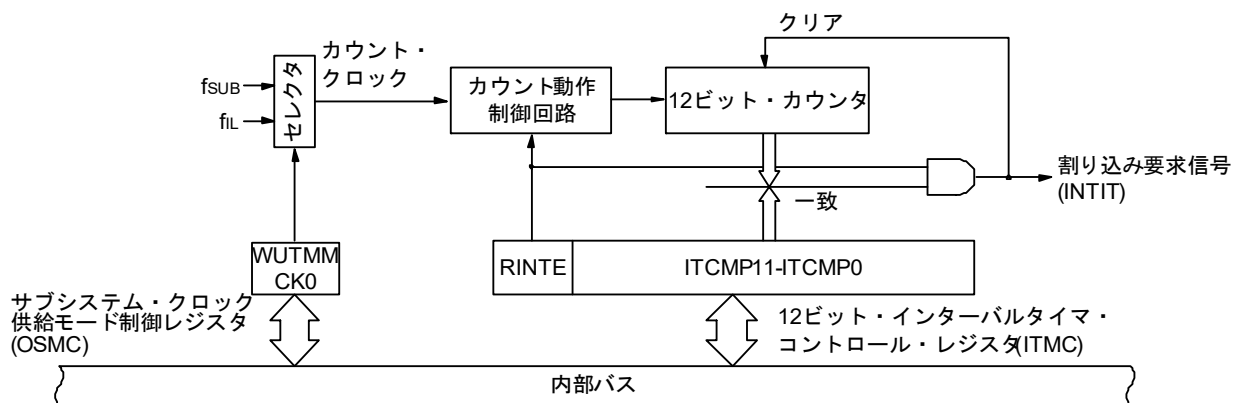 クリア
カウント・
クロック
fSUB
fIL
セレクタ
カウント動作
制御回路
12ビット・カウンタ
割り込み要求信号
(INTIT)
一致
WUTMM
CK0
RINTE
ITCMP11-ITCMP0
サブシステム・クロック
供給モード制御レジスタ
(OSMC)
12ビット・インターバルタイマ・
コントロール・レジスタ(ITMC)
内部バス